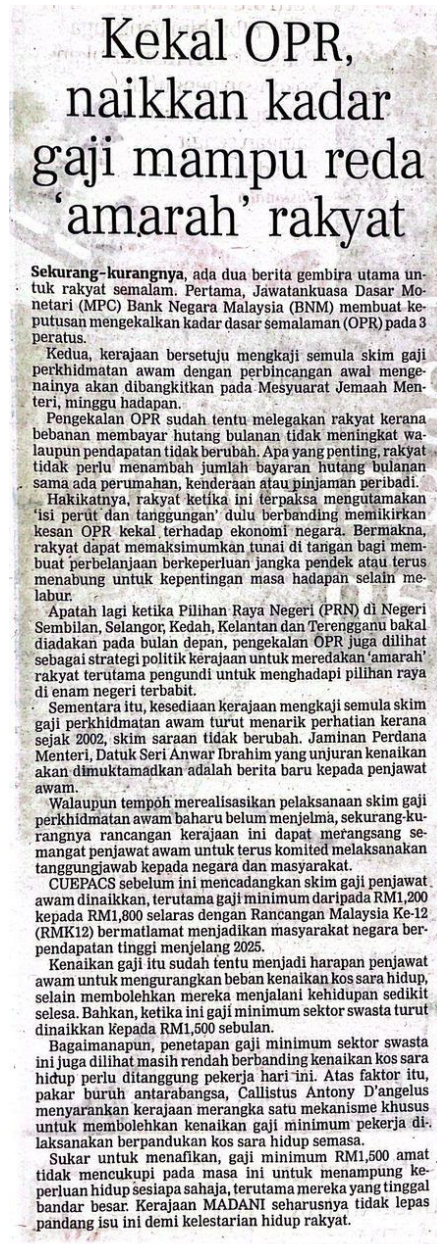 Kekal OPR,
naikkan kadar
gaji mampu reda
‘amarah’ rakyat
Sekurang-kurangnya, ada dua berita gembira utama un-
tuk rakyat semalam. Pertama, Jawatankuasa Dasar Mo-
netari (MPC) Bank Negara Malaysia (BNM) membuat ke-
putusan mengekalkan kadar dasar semalaman (OPR) pada 3
peratus.
Kedua, kerajaan bersetuju mengkaji semula skim gaji
perkhidmatan awam dengan perbincangan awal menge-
nainya akan dibangkitkan pada Mesyuarat Jemaah Men-
teri, minggu hadapan.
Pengekalan OPR sudah tentu melegakan rakyat kerana
bebanan membayar hutang bulanan tidak meningkat wa-
laupun pendapatan tidak berubah. Apa yang penting, rakyat
tidak perlu menambah jumlah bayaran hutang bulanan
sama ada perumahan, kenderaan atau pinjaman peribadi.
Hakikatnya, rakyat ketika ini terpaksa mengutamakan
‘isi perut dan tanggungan’ dulu berbanding memikirkan
kesan OPR kekal terhadap ekonomi negara. Bermakna,
rakyat dapat memaksimumkan tunai di tangan bagi mem-
buat perbelanjaan berkeperluan jangka pendek atau terus
menabung untuk kepentingan masa hadapan selain me-
labur.
Apatah lagi ketika Pilihan Raya Negeri (PRN) di Negeri
Sembilan, Selangor, Kedah, Kelantan dan Terengganu bakal
diadakan pada bulan depan, pengekalan OPR juga dilihat
sebagai strategi politik kerajaan untuk meredakan ‘amarah’
rakyat terutama pengundi untuk menghadapi pilihan raya
di enam negeri terbabit.
Sementara itu, kesediaan kerajaan mengkaji semula skim
gaji perkhidmatan awam turut menarik perhatian kerana
sejak 2002, skim saraan tidak berubah. Jaminan Perdana
Menteri, Datuk Seri Anwar Ibrahim yang unjuran kenaikan
akan dimuktamadkan adalah berita baru kepada penjawat
awam.
Walaupun tempoh merealisasikan pelaksanaan skim gaji
perkhidmatan awam baharu belum menjelma, sekurang-ku-
rangnya rancangan kerajaan ini dapat merangsang se-
mangat penjawat awam untuk terus komited melaksanakan
tanggungjawab kepada negara dan masyarakat.
CUEPACS sebelum ini mencadangkan skim gaji penjawat
awam dinaikkan, terutama gaji minimum daripada RM1,200
kepada RM1,800 selaras dengan Rancangan Malaysia Ke-12
(RMK12) bermatlamat menjadikan masyarakat negara ber-
pendapatan tinggi menjelang 2025.
Kenaikan gaji itu sudah tentu menjadi harapan penjawat
awam untuk mengurangkan beban kenaikan kos sara hidup,
selain membolehkan mereka menjalani kehidupan sedikit
selesa. Bahkan, ketika ini gaji minimum sektor swasta turut
dinaikkan kepada RM1,500 sebulan.
Bagaimanapun, penetapan gaji minimum sektor swasta
ini juga dilihat masih rendah berbanding kenaikan kos sara
hidup perlu ditanggung pekerja hari ini. Atas faktor itu,
pakar buruh antarabangsa, Callistus Antony D’angelus
menyarankan kerajaan merangka satu mekanisme khusus
untuk membolehkan kenaikan gaji minimum pekerja di-
laksanakan berpandukan kos sara hidup semasa.
Sukar untuk menafikan, gaji minimum RM1,500 amat
tidak mencukupi pada masa ini untuk menampung ke-
perluan hidup sesiapa sahaja, terutama mereka yang tinggal
bandar besar. Kerajaan MADANI seharusnya tidak lepas
pandang isu ini demi kelestarian hidup rakyat.